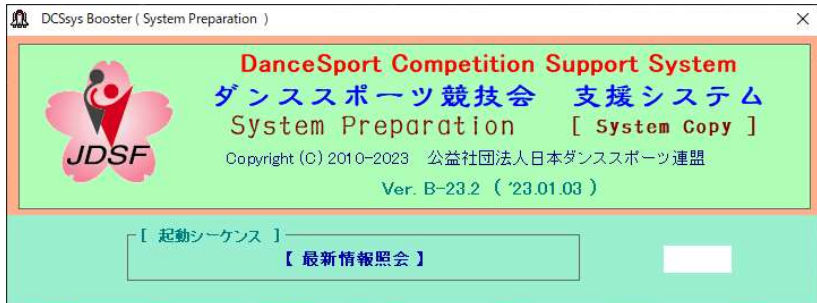 DCSsys Booster ( System Preparation )
DanceSport Competition Support System
ダンススポーツ競技会 支援システム
System Preparation [ System Copy ]
JDSF
Copyright (C) 2010-2023 公益社団法人日本ダンススポーツ連盟
Ver. B-23.2 ( '23.01.03 )
[ 起動シーケンス ]
【 最新情報照会 】